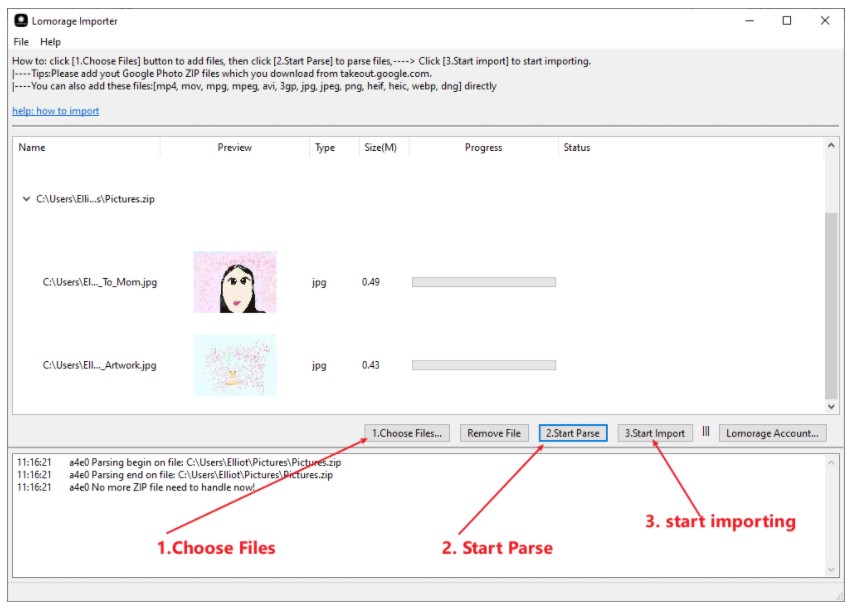 Lomorage Importer
File Help
How to: click [1.Choose Files] button to add files, then click [2.Start Parse] to parse files,----> Click [3.Start import] to start importing.
|----Tips:Please add yout Google Photo ZIP files which you download from takeout.google.com.
|----You can also add these files:[mp4, mov, mpg, mpeg, avi, 3gp, jpg, jpeg, png, heif, heic, webp, dng] directly
help: how to import
Name Preview Type Size(M) Progress Status
C:\Users\Elli...s\Pictures.zip
C:\Users\El..._To_Mom.jpg jpg 0.49
C:\Users\Ell..._Artwork.jpg jpg 0.43
1.Choose Files... Remove File 2.Start Parse 3.Start Import ||| Lomorage Account...
11:16:21 a4e0 Parsing begin on file: C:\Users\Elliot\Pictures\Pictures.zip
11:16:21 a4e0 Parsing end on file: C:\Users\Elliot\Pictures\Pictures.zip
11:16:21 a4e0 No more ZIP file need to handle now!
3. start importing
1.Choose Files 2. Start Parse